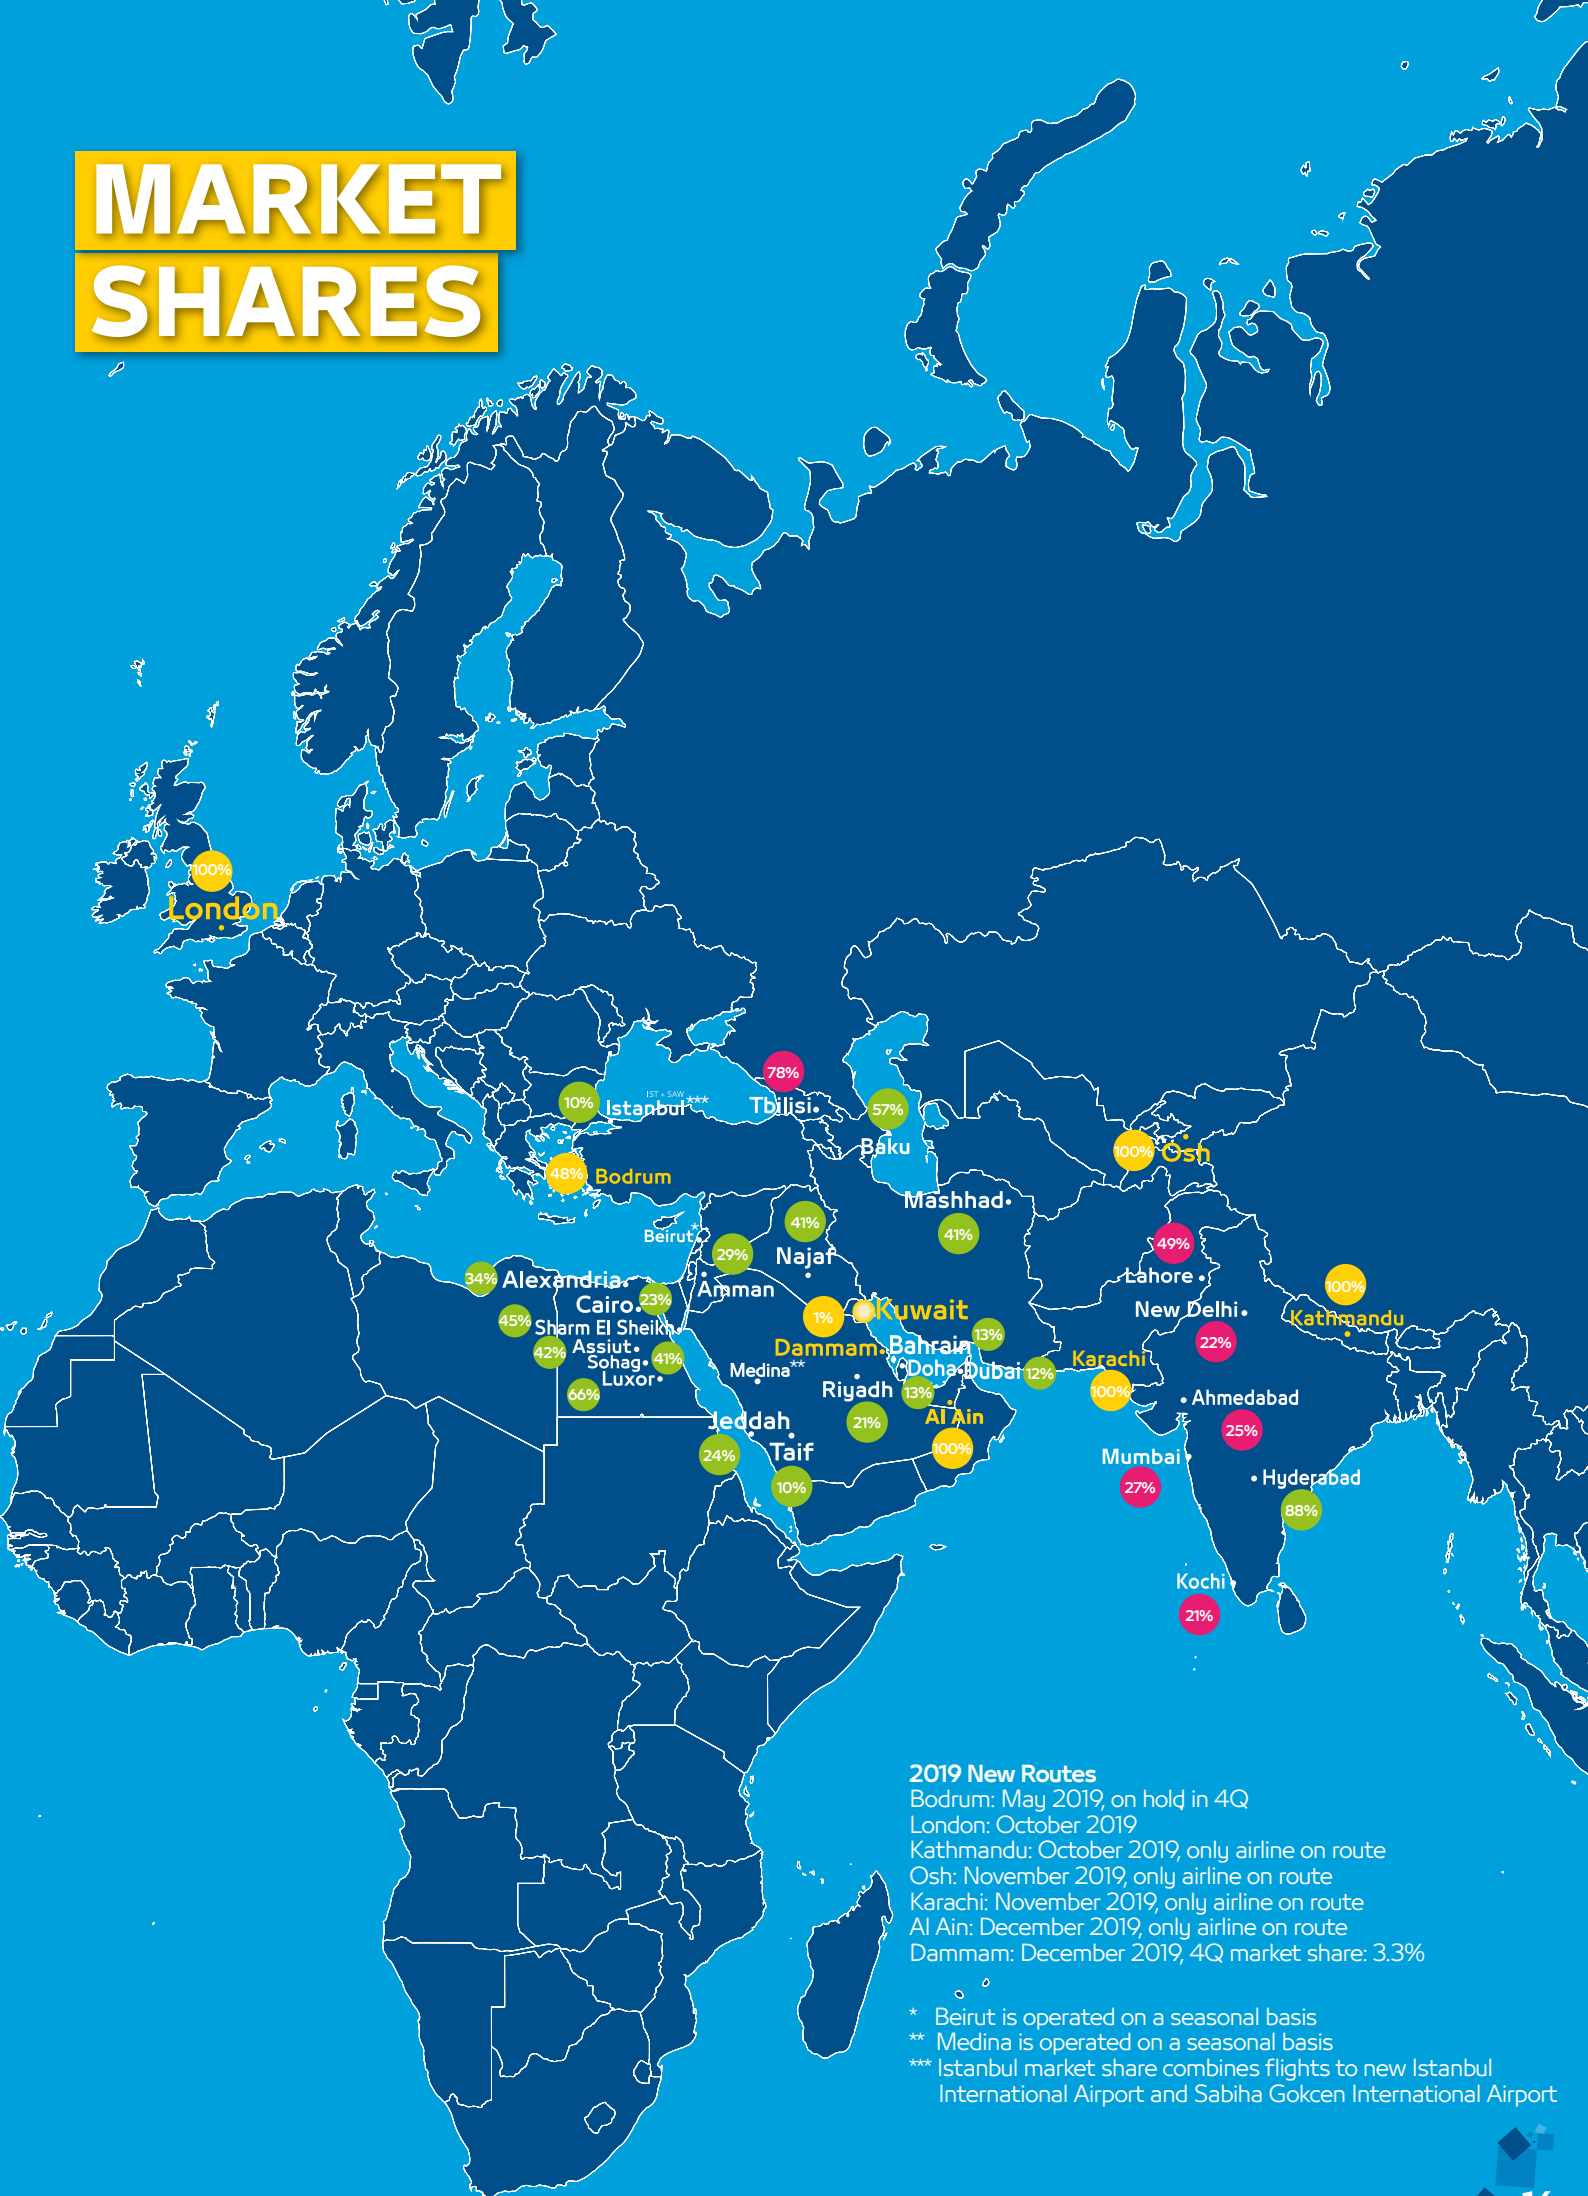 MARKET
SHARES
100%
London
78%
IST + SAW
10%
Istanbul***
Tbilisi
57%
Baku
100%
Osh
48%
Bodrum
Mashhad
41%
41%
Najaf
Beirut*
29%
Amman
49%
Lahore
34%
Alexandria
Cairo
23%
45%
Sharm El Sheikh
42%
Assiut
Sohag
41%
Luxor
66%
1%
Kuwait
Dammam
Bahrain
13%
Medina**
Doha
Dubai
12%
Riyadh
13%
21%
Al Ain
100%
Jeddah
24%
Taif
10%
100%
Kathmandu
New Delhi
22%
Karachi
100%
Ahmedabad
25%
Mumbai
27%
Hyderabad
88%
Kochi
21%
2019 New Routes
Bodrum: May 2019, on hold in 4Q
London: October 2019
Kathmandu: October 2019, only airline on route
Osh: November 2019, only airline on route
Karachi: November 2019, only airline on route
Al Ain: December 2019, only airline on route
Dammam: December 2019, 4Q market share: 3.3%
* Beirut is operated on a seasonal basis
** Medina is operated on a seasonal basis
*** Istanbul market share combines flights to new Istanbul
International Airport and Sabiha Gokcen International Airport